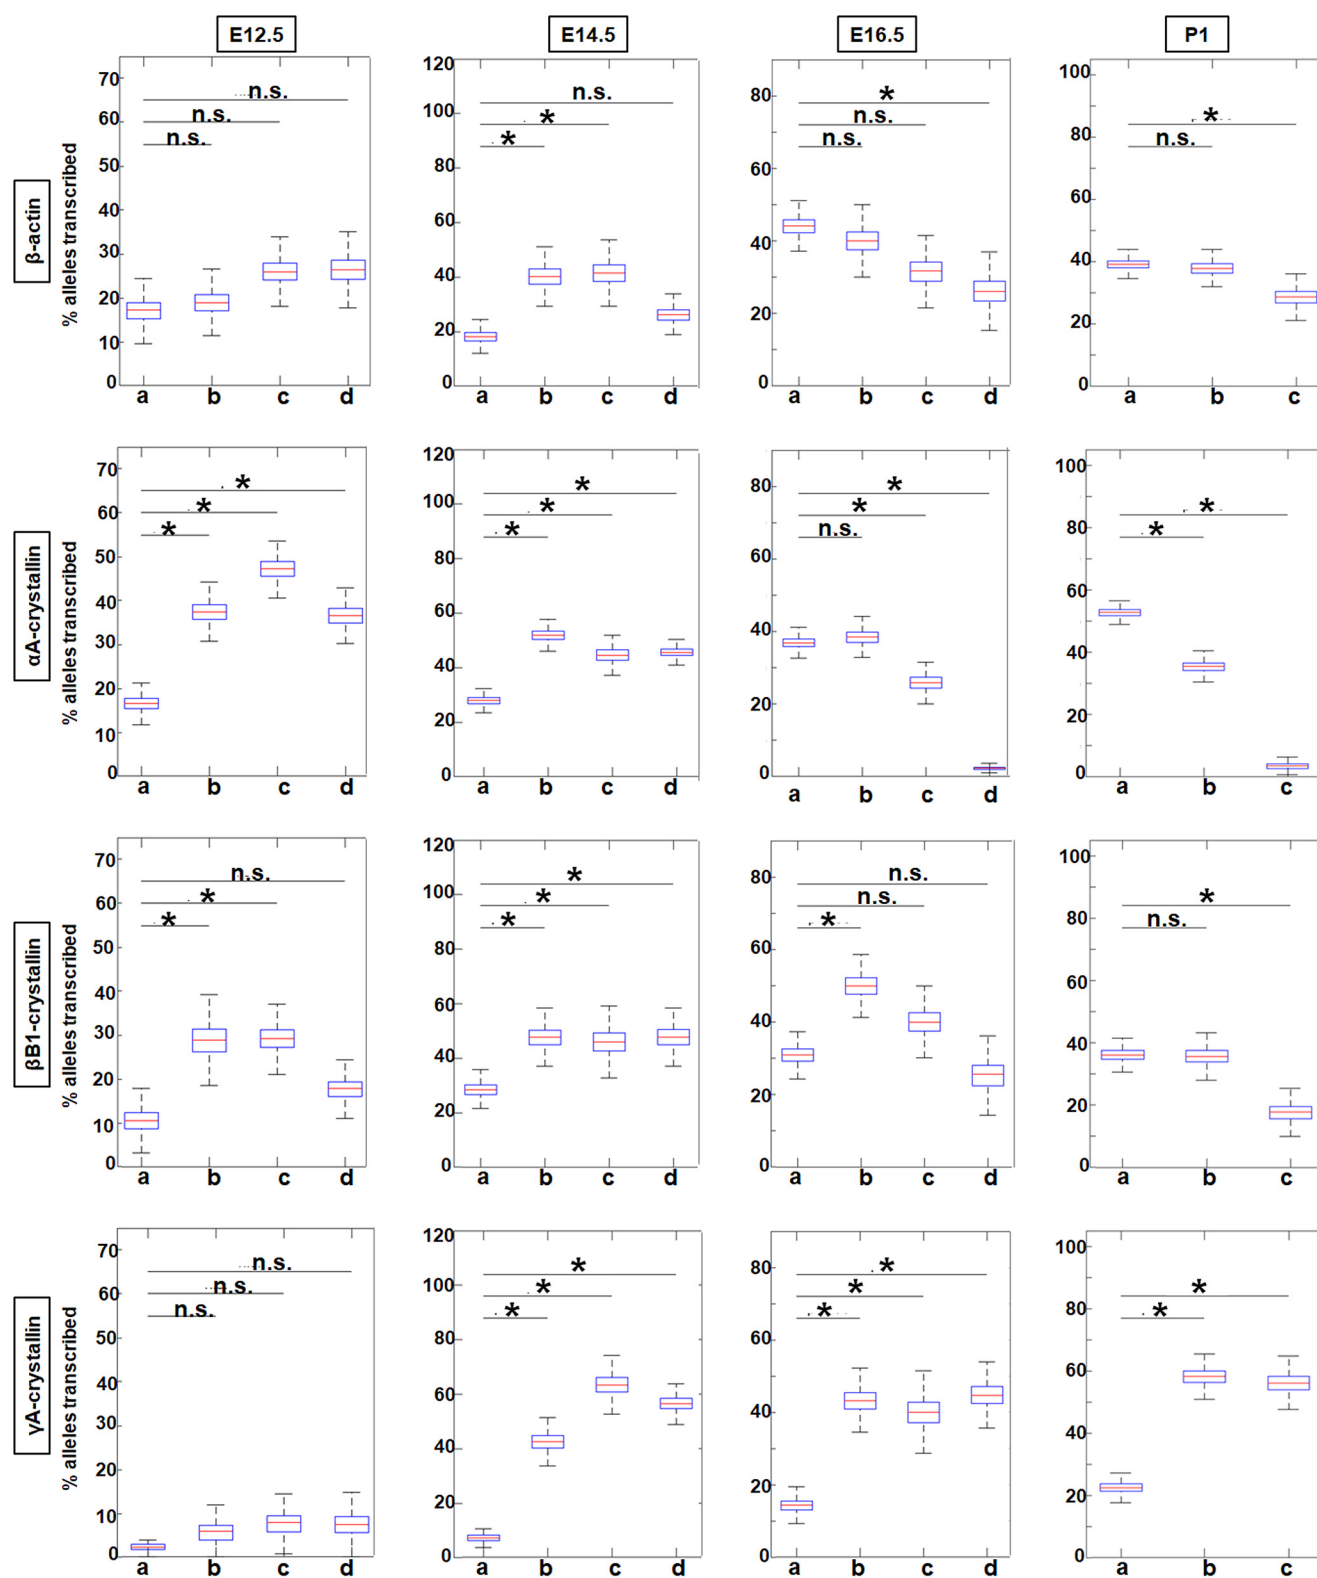 E12.5 E14.5 E16.5 P1
β-actin
% alleles transcribed
70 60 50 40 30 20 10 0
n.s.
n.s.
n.s.
a b c d
120 100 80 60 40 20 0
n.s.
*
*
a b c d
80 60 40 20 0
*
n.s.
n.s.
a b c d
100 80 60 40 20 0
*
n.s.
a b c
αA-crystallin
% alleles transcribed
70 60 50 40 30 20 10 0
*
*
*
a b c d
120 100 80 60 40 20 0
*
*
*
a b c d
80 60 40 20 0
*
*
n.s.
a b c d
100 80 60 40 20 0
*
*
a b c
βB1-crystallin
% alleles transcribed
70 60 50 40 30 20 10 0
n.s.
*
*
a b c d
120 100 80 60 40 20 0
*
*
*
a b c d
80 60 40 20 0
n.s.
n.s.
*
a b c d
100 80 60 40 20 0
*
n.s.
a b c
γA-crystallin
% alleles transcribed
70 60 50 40 30 20 10 0
n.s.
n.s.
n.s.
a b c d
120 100 80 60 40 20 0
*
*
*
a b c d
80 60 40 20 0
*
*
*
a b c d
100 80 60 40 20 0
*
*
a b c